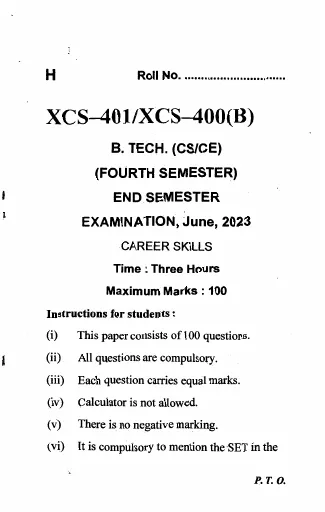 H Roll No. ..............................
XCS–401/XCS–400(B)
B. TECH. (CS/CE)
(FOURTH SEMESTER)
END SEMESTER
EXAMINATION, June, 2023
CAREER SKILLS
Time : Three Hours
Maximum Marks : 100
Instructions for students :
(i) This paper consists of 100 questions.
(ii) All questions are compulsory.
(iii) Each question carries equal marks.
(iv) Calculator is not allowed.
(v) There is no negative marking.
(vi) It is compulsory to mention the SET in the
P. T. O.